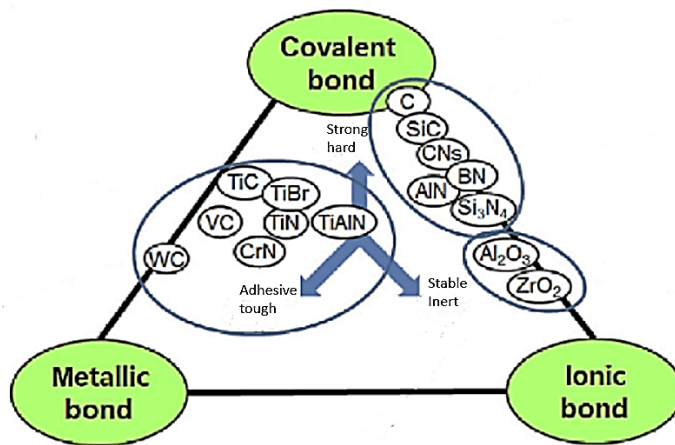 Covalent
bond
C
Strong
hard
SiC
CNs
BN
AlN
Si₃N₄
TiC
TiBr
VC
TiN
TiAlN
CrN
WC
Al₂O₃
ZrO₂
Adhesive
tough
Stable
Inert
Metallic
bond
Ionic
bond